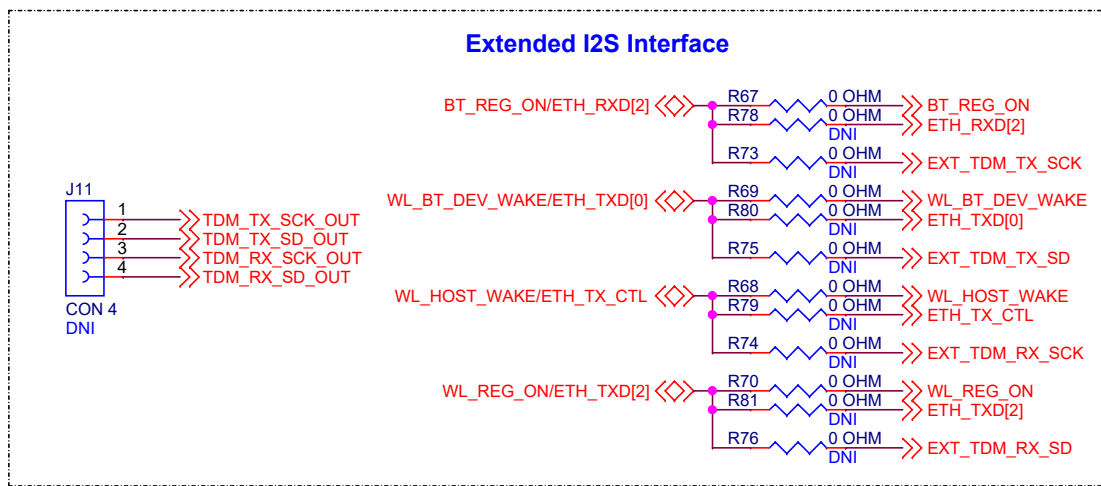 Extended I2S Interface
J11
1 TDM_TX_SCK_OUT
2 TDM_TX_SD_OUT
3 TDM_RX_SCK_OUT
4 TDM_RX_SD_OUT
CON 4
DNI
BT_REG_ON/ETH_RXD[2] R67 0 OHM BT_REG_ON
R78 0 OHM ETH_RXD[2]
DNI
R73 0 OHM EXT_TDM_TX_SCK
DNI
WL_BT_DEV_WAKE/ETH_TXD[0] R69 0 OHM WL_BT_DEV_WAKE
R80 0 OHM ETH_TXD[0]
DNI
R75 0 OHM EXT_TDM_TX_SD
DNI
WL_HOST_WAKE/ETH_TX_CTL R68 0 OHM WL_HOST_WAKE
R79 0 OHM ETH_TX_CTL
DNI
R74 0 OHM EXT_TDM_RX_SCK
DNI
WL_REG_ON/ETH_TXD[2] R70 0 OHM WL_REG_ON
R81 0 OHM ETH_TXD[2]
DNI
R76 0 OHM EXT_TDM_RX_SD
DNI